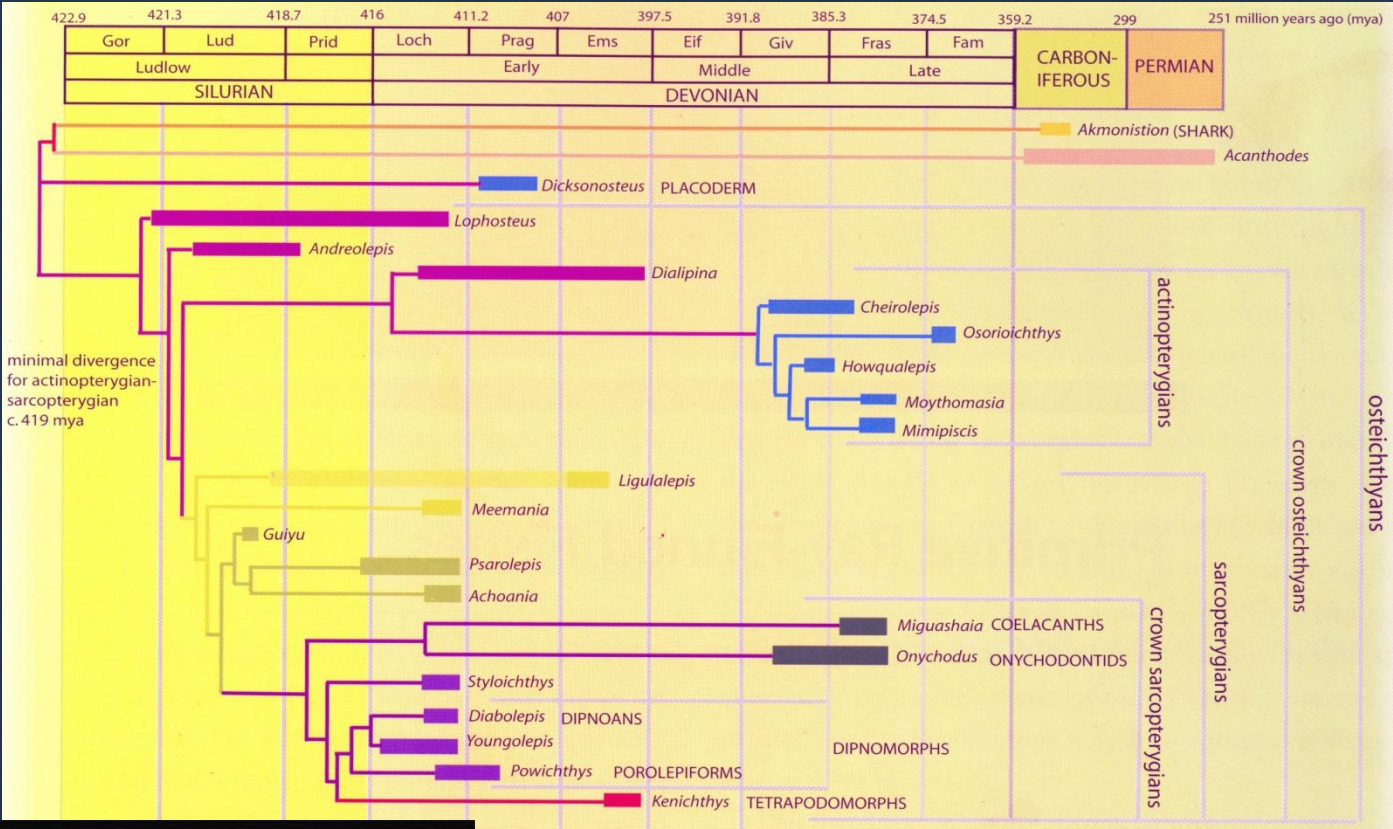 422.9 421.3 418.7 416 411.2 407 397.5 391.8 385.3 374.5 359.2 299 251 million years ago (mya)
Gor Lud Prid Loch Prag Ems Eif Giv Fras Fam
CARBON-
IFEROUS
PERMIAN
Ludlow Early Middle Late
SILURIAN DEVONIAN
Akmonistion (SHARK)
Acanthodes
Dicksonosteus PLACODERM
Lophosteus
Andreolepis
Dialipina
Cheirolepis
Osorioichthys
Howqualepis
Moythomasia
Mimipiscis
minimal divergence
for actinopterygian-
sarcopterygian
c. 419 mya
Ligulalepis
Meemania
Guiyu
Psarolepis
Achoania
Miguashaia COELACANTHS
Onychodus ONYCHODONTIDS
Styloichthys
Diabolepis DIPNOANS
Youngolepis
DIPNOMORPHS
Powichthys POROLEPIFORMS
Kenichthys TETRAPODOMORPHS
actinopterygians
crown sarcopterygians
sarcopterygians
crown osteichthyans
osteichthyans